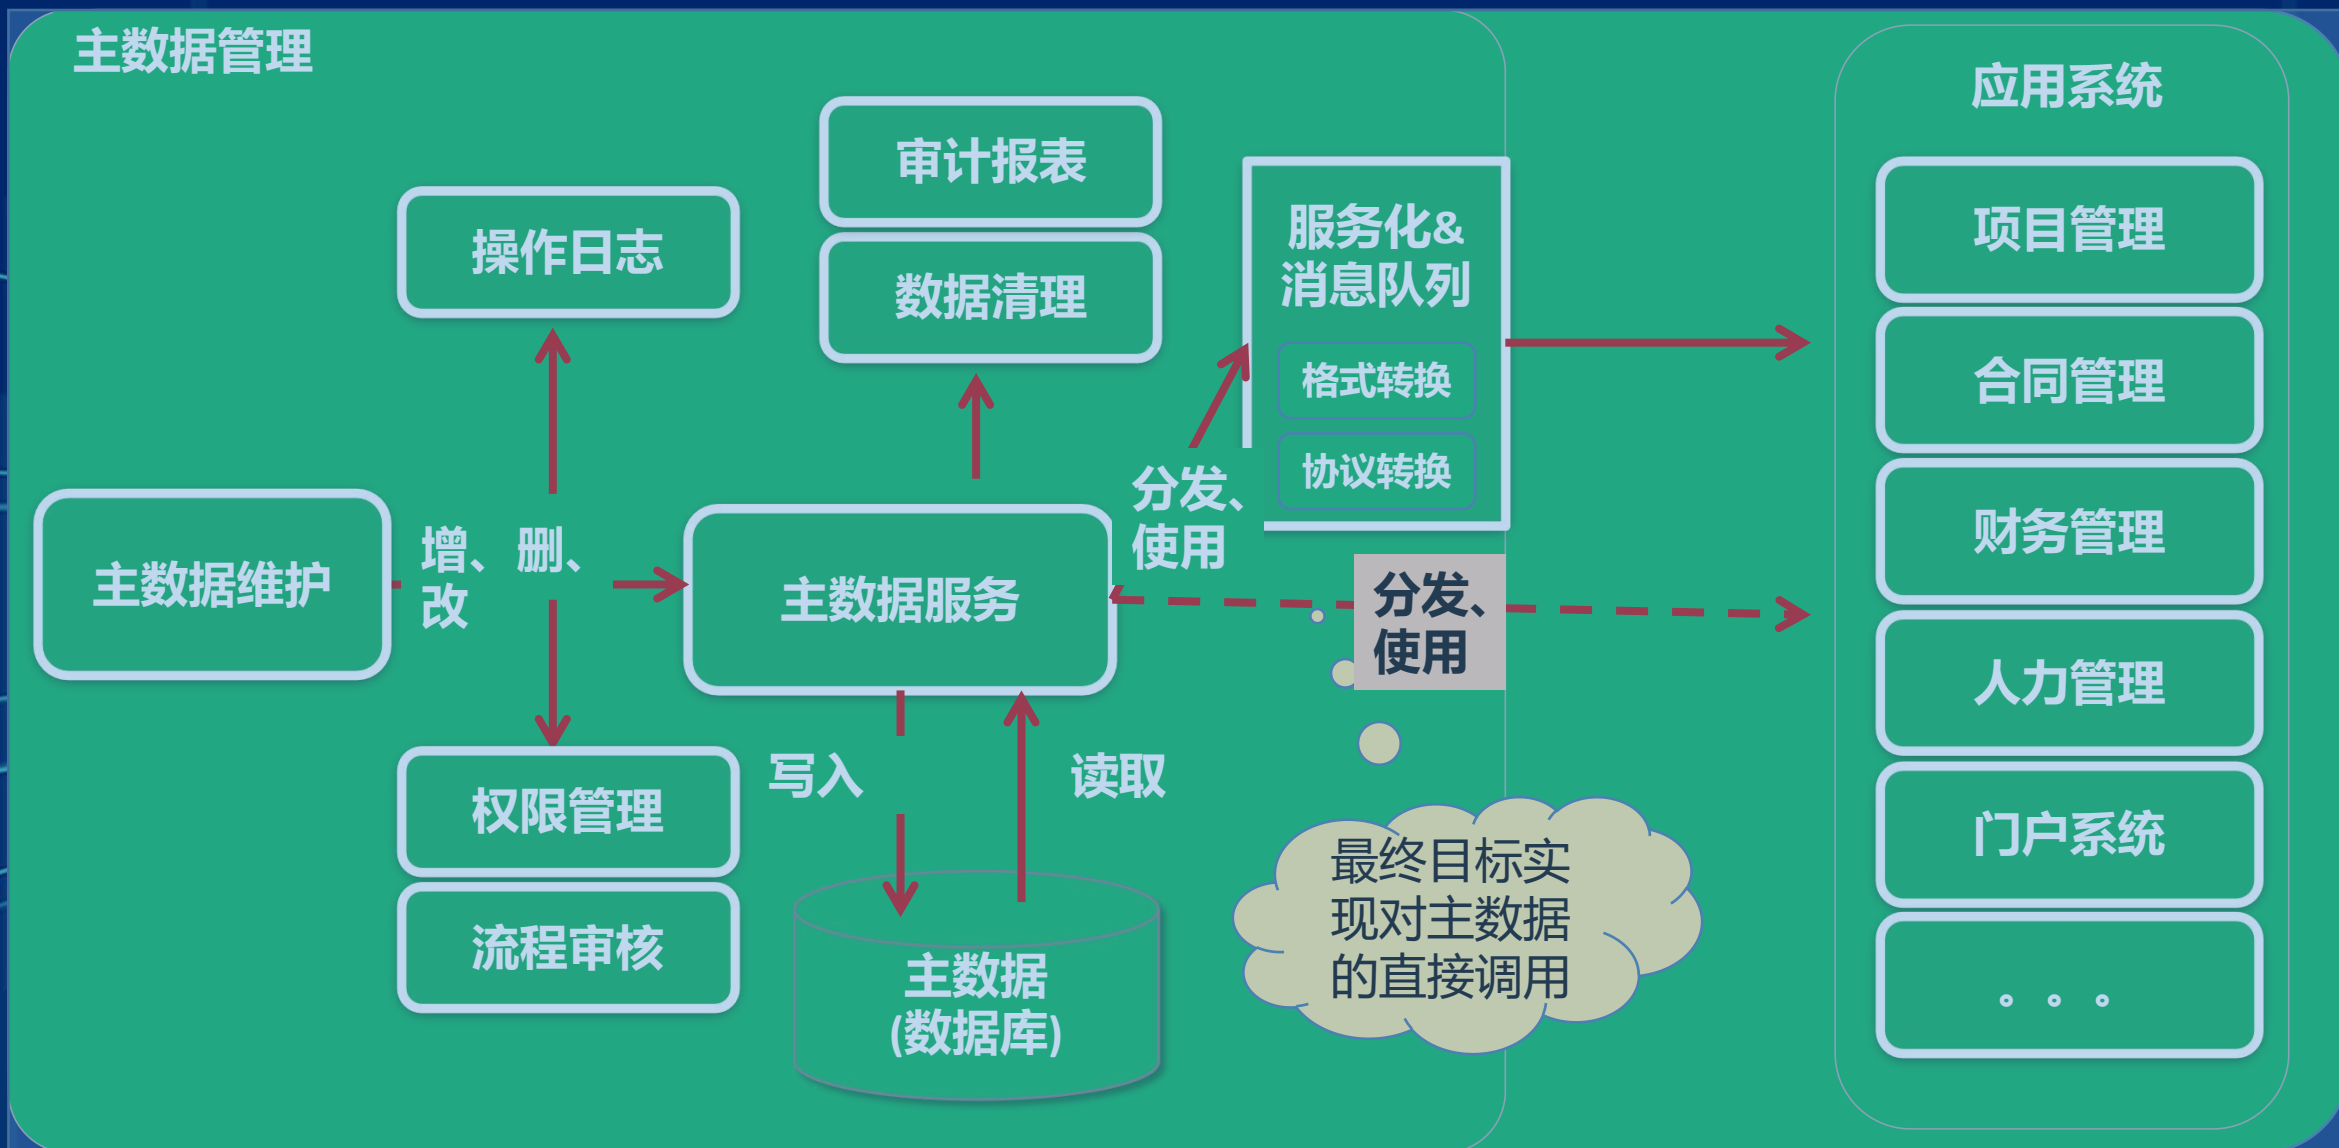 主数据管理
应用系统
审计报表
操作日志
数据清理
服务化&
消息队列
格式转换
协议转换
主数据维护
增、删、
改
主数据服务
分发、
使用
分发、
使用
权限管理
流程审核
写入
读取
主数据
(数据库)
最终目标实
现对主数据
的直接调用
项目管理
合同管理
财务管理
人力管理
门户系统
。。。